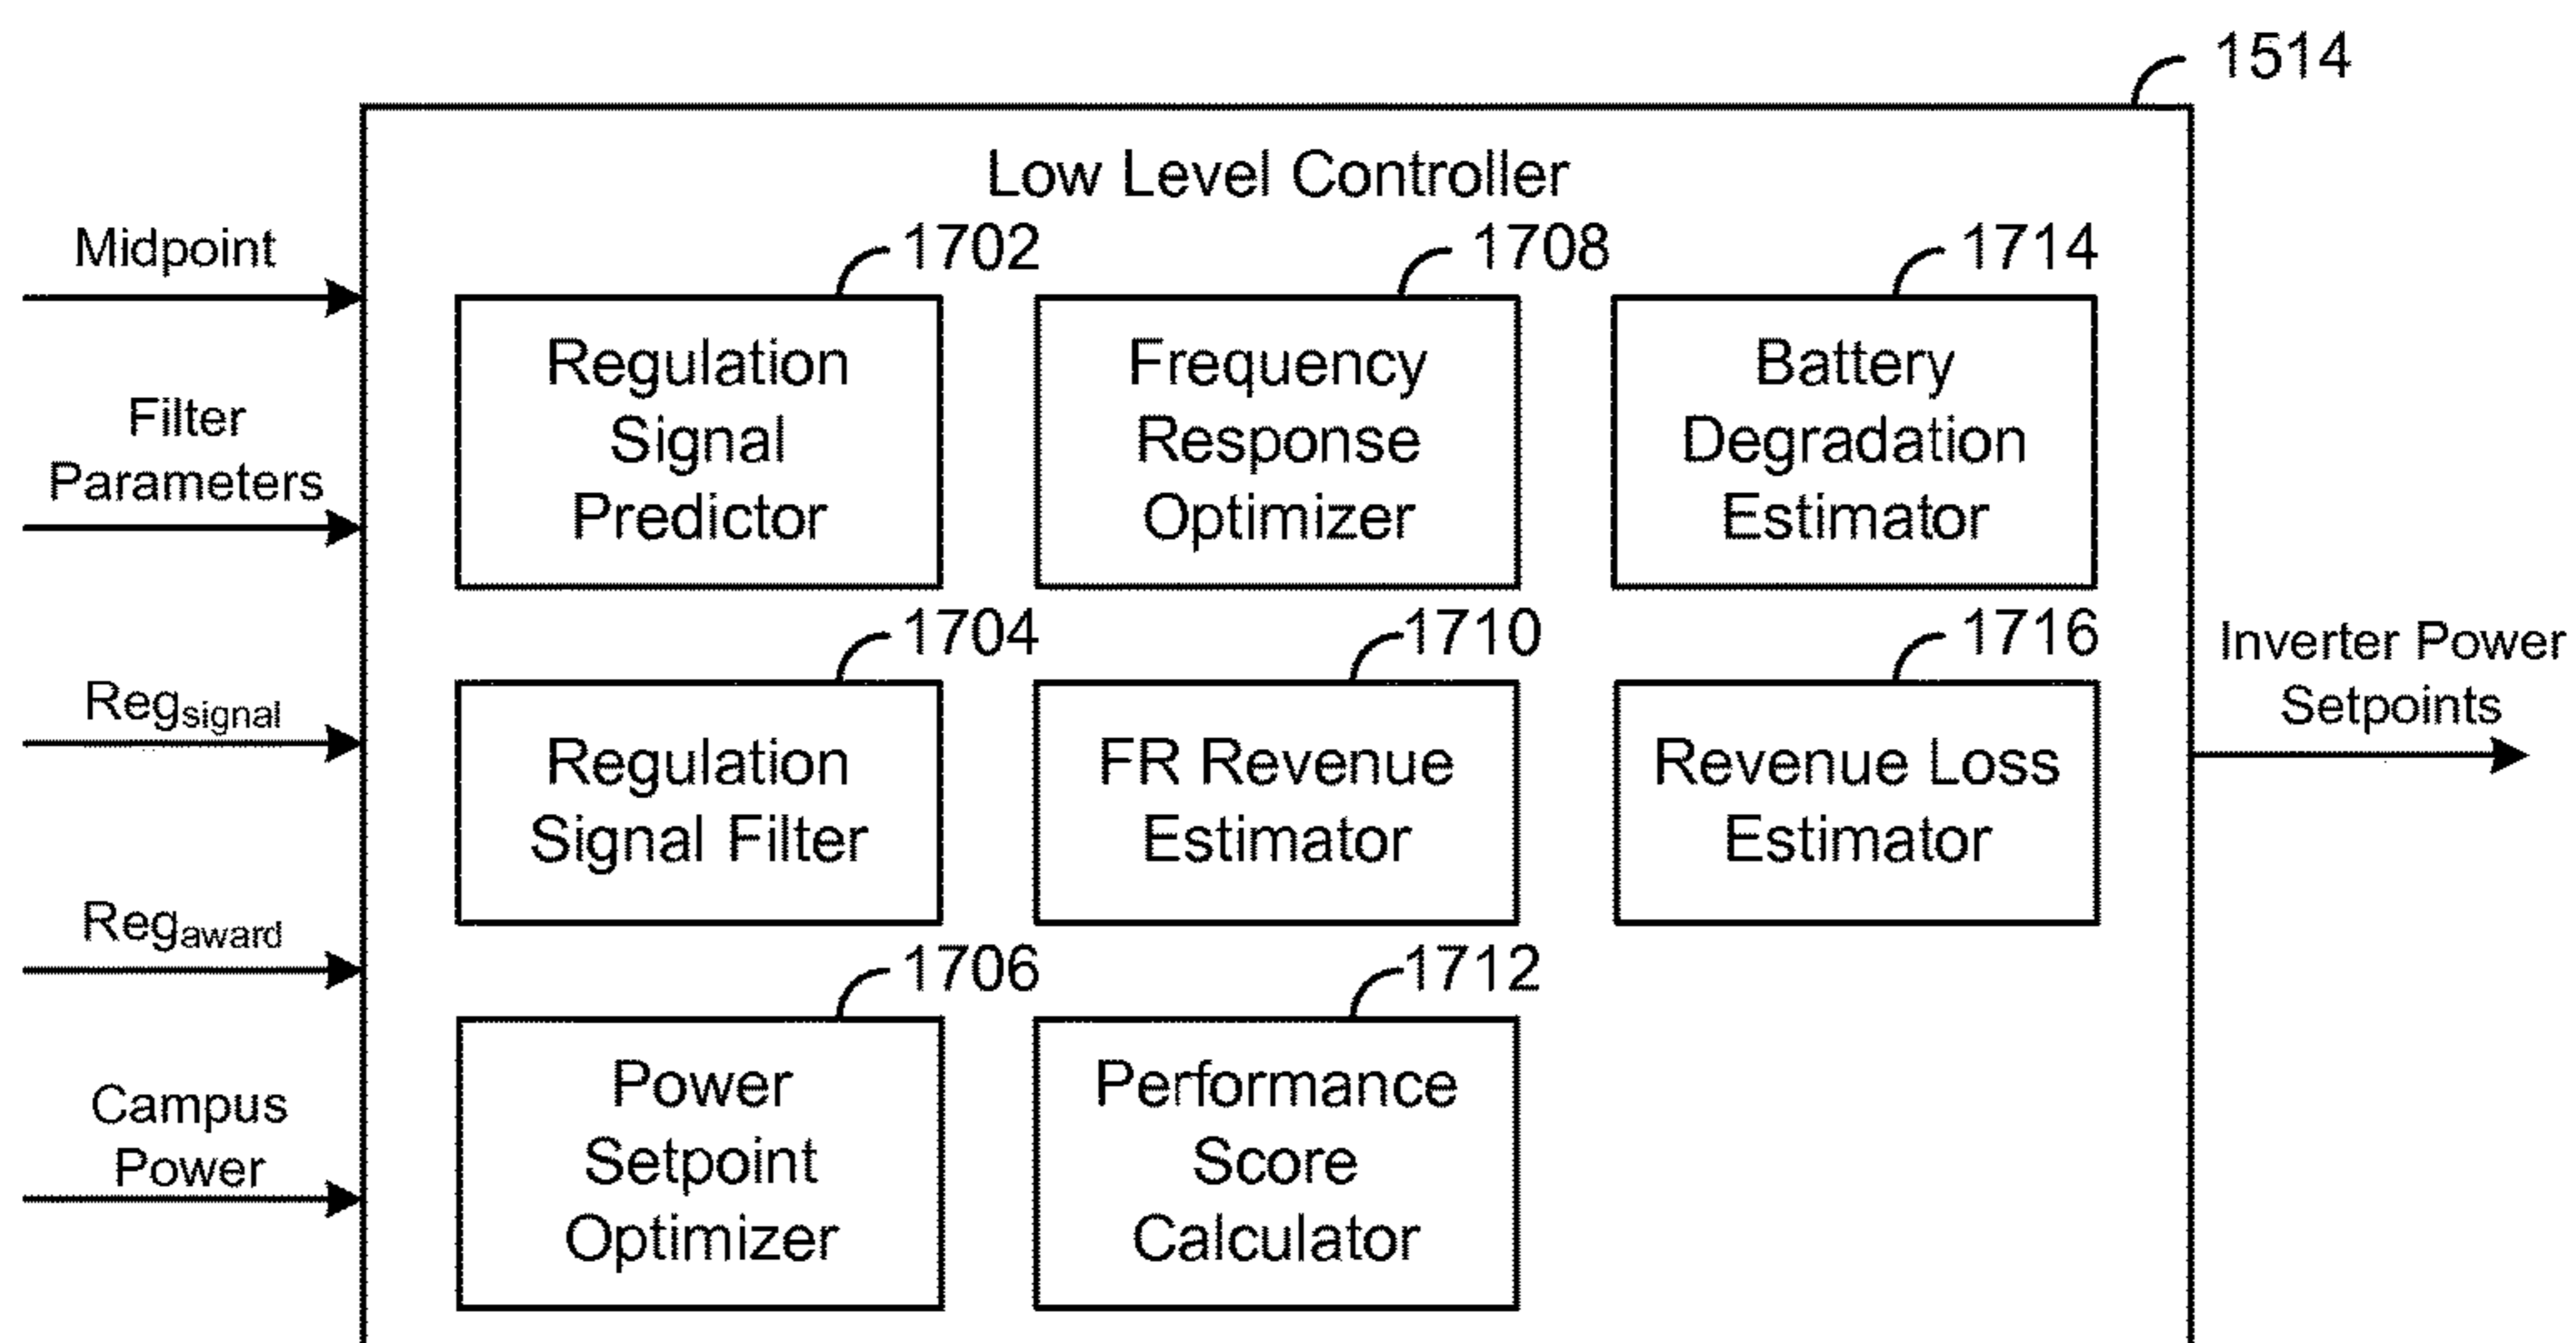 1514
Low Level Controller
Midpoint
Filter
Parameters
Regsignal
Regaward
Campus
Power
1702
Regulation
Signal
Predictor
1708
Frequency
Response
Optimizer
1714
Battery
Degradation
Estimator
1704
Regulation
Signal Filter
1710
FR Revenue
Estimator
1716
Revenue Loss
Estimator
1706
Power
Setpoint
Optimizer
1712
Performance
Score
Calculator
Inverter Power
Setpoints